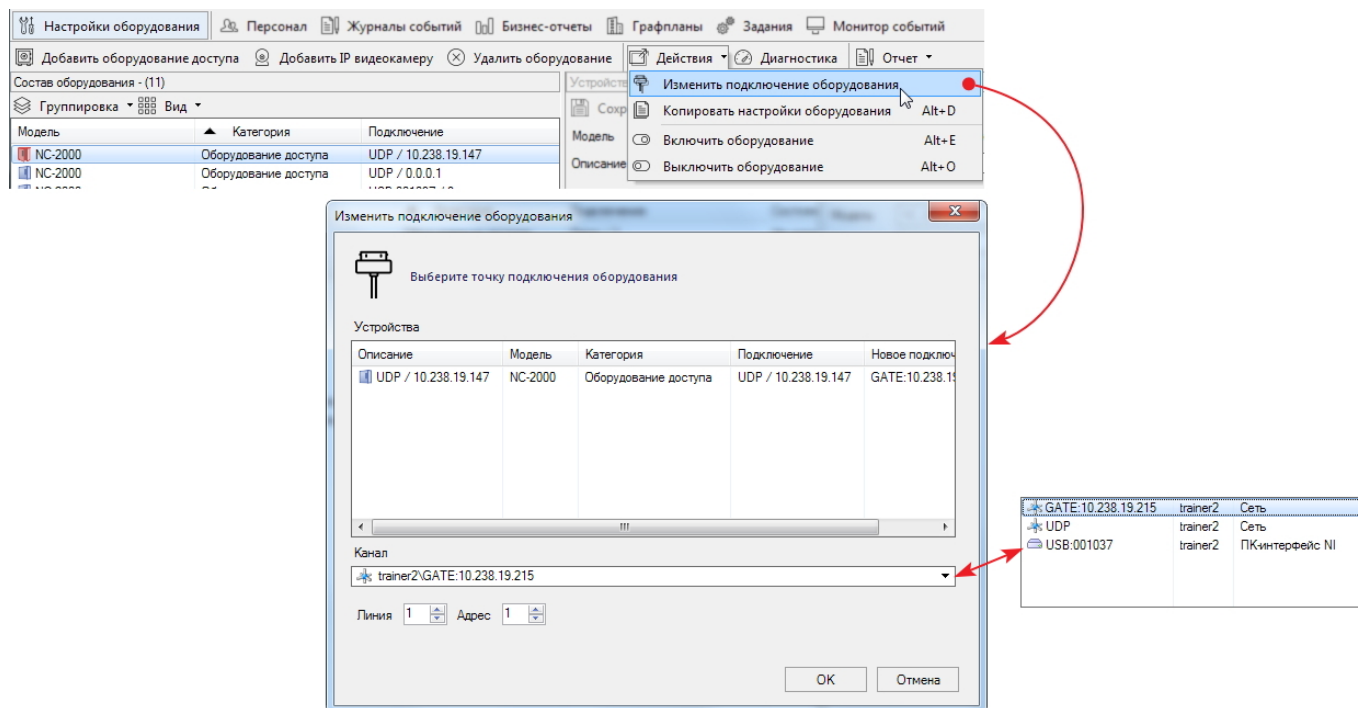 Настройки оборудования Персонал Журналы событий Бизнес-отчеты Графпланы Задания Монитор событий
Добавить оборудование доступа Добавить IP видеокамеру Удалить оборудование Действия Диагностика Отчет
Состав оборудования - (11)
Группировка Вид
Модель Категория Подключение
NC-2000 Оборудование доступа UDP / 10.238.19.147
NC-2000 Оборудование доступа UDP / 0.0.0.1
Модель
Описание
Изменить подключение оборудования
Копировать настройки оборудования Alt+D
Включить оборудование Alt+E
Выключить оборудование Alt+O
Изменить подключение оборудования
Выберите точку подключения оборудования
Устройства
Описание Модель Категория Подключение Новое подключ
UDP / 10.238.19.147 NC-2000 Оборудование доступа UDP / 10.238.19.147 GATE:10.238.19
Канал
trainer2\GATE:10.238.19.215
Линия 1 Адрес 1
OK Отмена
GATE:10.238.19.215 trainer2 Сеть
UDP trainer2 Сеть
USB:001037 trainer2 ПК-интерфейс NI